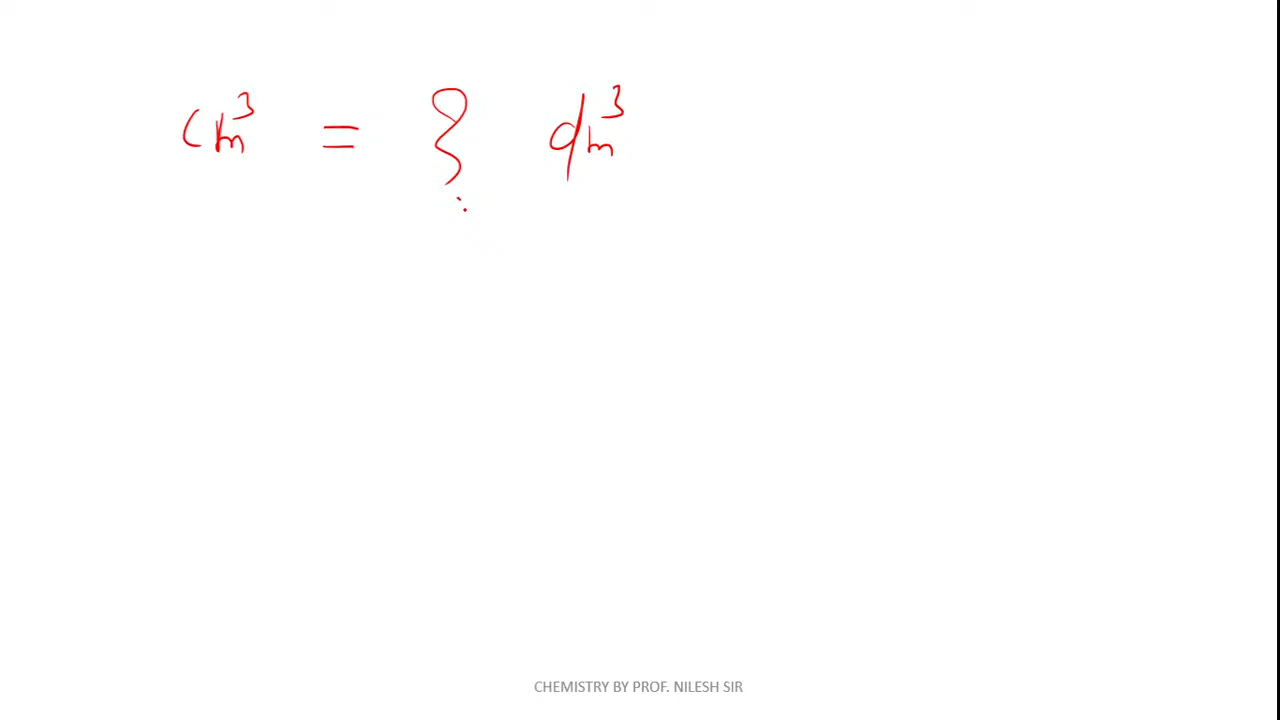 cm³ = ? dm³
CHEMISTRY BY PROF. NILESH SIR